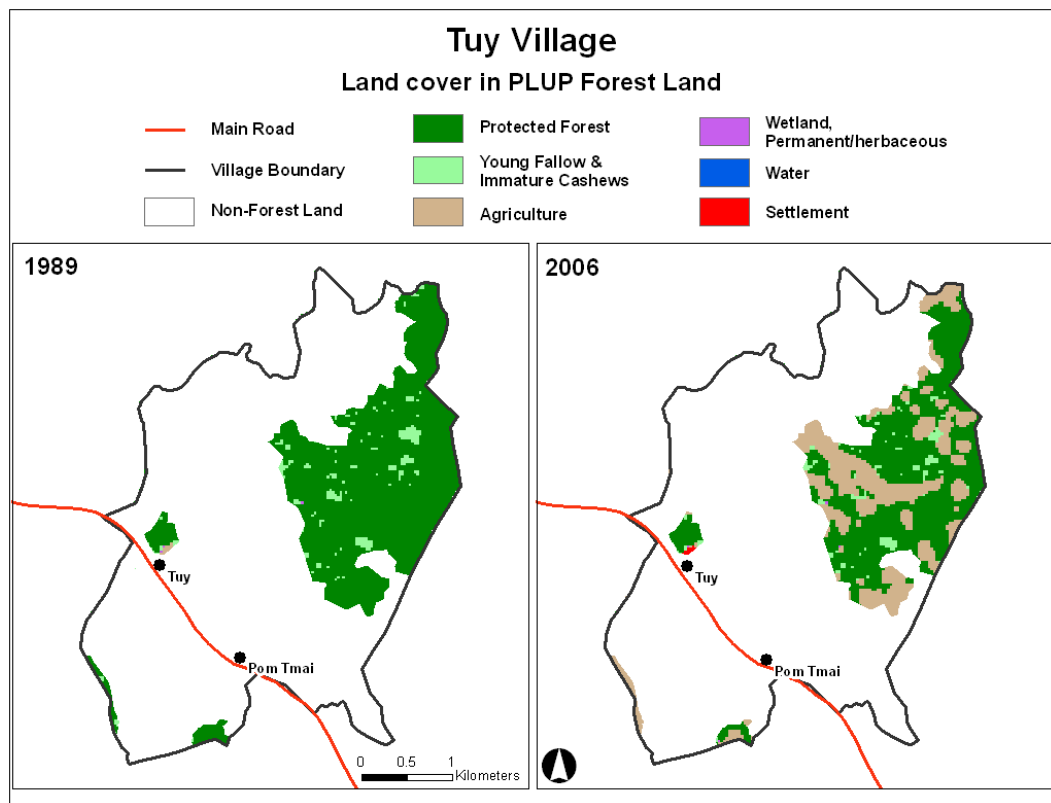 Tuy Village
Land cover in PLUP Forest Land
Main Road
Village Boundary
Non-Forest Land
Protected Forest
Young Fallow &
Immature Cashews
Agriculture
Wetland,
Permanent/herbaceous
Water
Settlement
1989
Tuy
Pom Tmai
0 0.5 1
Kilometers
2006
Tuy
Pom Tmai